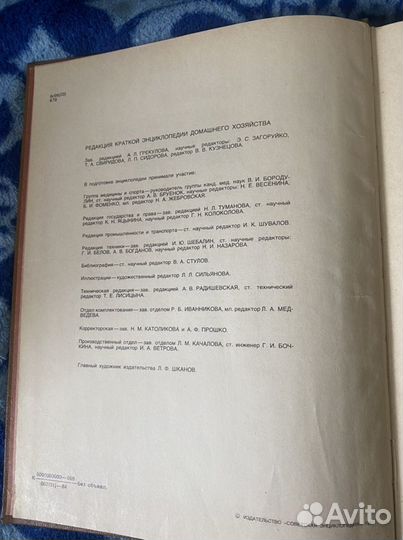 РЕДАКЦИЯ КРАТКОЙ ЭНЦИКЛОПЕДИИ ДОМАШНЕГО ХОЗЯЙСТВА
Зав. редакцией А. Л. ГРЕКУЛОВА, научные редакторы: Э. С. ЗАГОРУЙКО,
Т. А. СВИРИДОВА, Л. П. СИДОРОВА, редактор В. В. КУЗНЕЦОВА.
В подготовке энциклопедии принимали участие:
Группа медицины и спорта — руководитель группы канд. мед. наук В. И. БОРОДУ-
ЛИН, ст. научный редактор А. В. БРУЕНОК, научные редакторы: Н. Е. ВЕСЕНИНА,
Б. И. ФОМЕНКО, мл. редактор Н. А. ЖЕБРОВСКАЯ.
Редакция государства и права — зав. редакцией Н. Л. ТУМАНОВА, ст. научный
редактор К. Н. ЯЦЫНИНА, научный редактор Г. Н. КОЛОКОЛОВА.
Редакция промышленности и транспорта — ст. научный редактор И. К. ШУВАЛОВ.
Редакция техники — зав. редакцией И. Ю. ШЕБАЛИН, ст. научные редакторы:
Г. И. БЕЛОВ, А. В. БОГДАНОВ, научный редактор Н. И. НАЗАРОВА.
Библиография — ст. научный редактор В. А. СТУЛОВ.
Иллюстрации — художественный редактор Л. Л. СИЛЬЯНОВА.
Техническая редакция — зав. редакцией А. В. РАДИШЕВСКАЯ, ст. технический
редактор Т. Е. ЛИСИЦЫНА.
Отдел комплектования — зав. отделом Р. Б. ИВАННИКОВА, мл. редактор Л. А. МЕД-
ВЕДЕВА.
Корректорская — зав. Н. М. КАТОЛИКОВА и А. Ф. ПРОШКО.
Производственный отдел — зав. отделом Л. М. КАЧАЛОВА, ст. инженер Г. И. БОЧ-
КИНА, научный редактор И. А. ВЕТРОВА.
Главный художник издательства Л. Ф. ШКАНОВ.
без объявл.
© ИЗДАТЕЛЬСТВО «СОВЕТСКАЯ
Avito